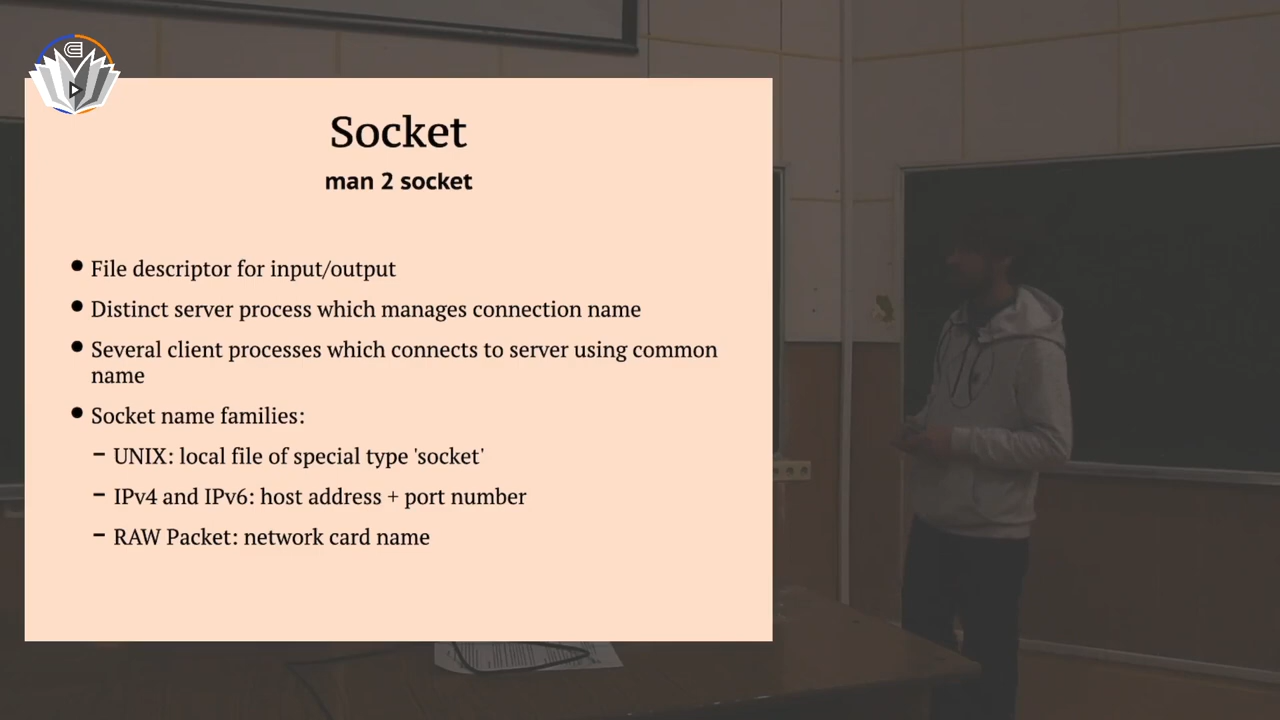 Socket
man 2 socket
● File descriptor for input/output
● Distinct server process which manages connection name
● Several client processes which connects to server using common
name
● Socket name families:
– UNIX: local file of special type 'socket'
– IPv4 and IPv6: host address + port number
– RAW Packet: network card name